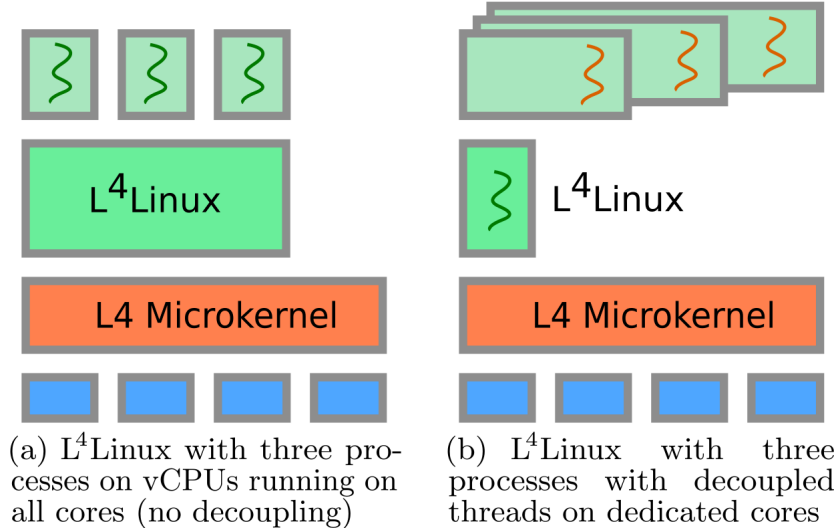 L⁴Linux
L4 Microkernel
(a) L⁴Linux with three pro-
cesses on vCPUs running on
all cores (no decoupling)
L⁴Linux
L4 Microkernel
(b) L⁴Linux with three
processes with decoupled
threads on dedicated cores